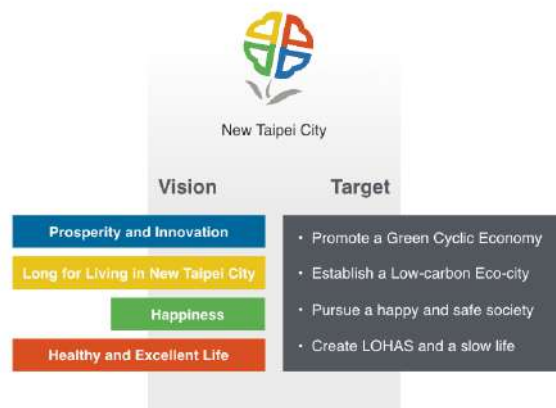 New Taipei City
Vision
Target
Prosperity and Innovation
Long for Living in New Taipei City
Happiness
Healthy and Excellent Life
• Promote a Green Cyclic Economy
• Establish a Low-carbon Eco-city
• Pursue a happy and safe society
• Create LOHAS and a slow life